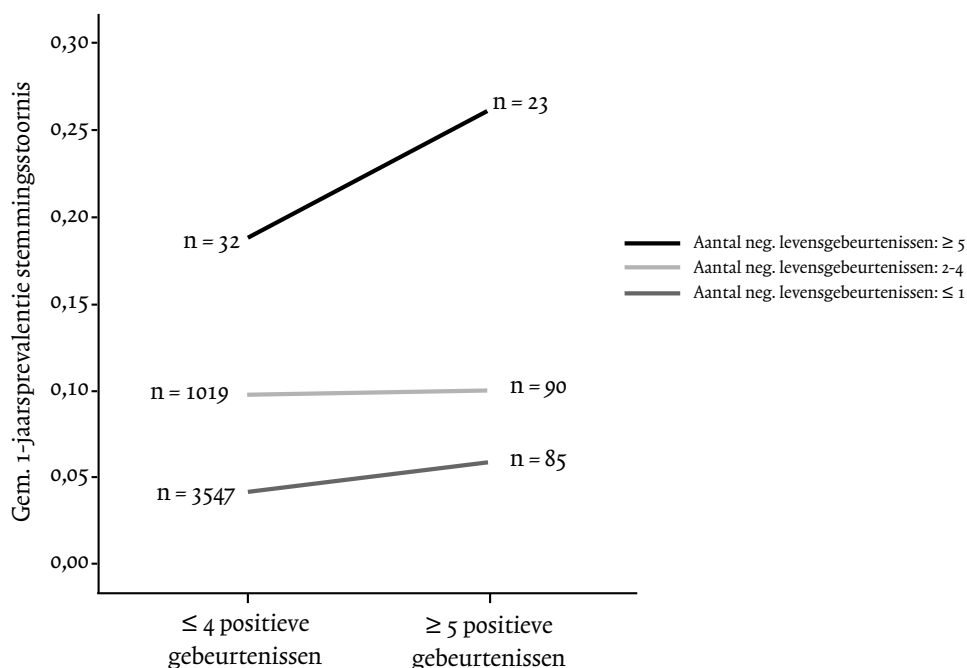 Gem. 1-jaarsprevalentie stemmingsstoornis
0,30
0,25
0,20
0,15
0,10
0,05
0,00
n = 23
n = 32
n = 1019
n = 90
n = 3547
n = 85
≤ 4 positieve
gebeurtenissen
≥ 5 positieve
gebeurtenissen
Aantal neg. levensgebeurtenissen: ≥ 5
Aantal neg. levensgebeurtenissen: 2-4
Aantal neg. levensgebeurtenissen: ≤ 1